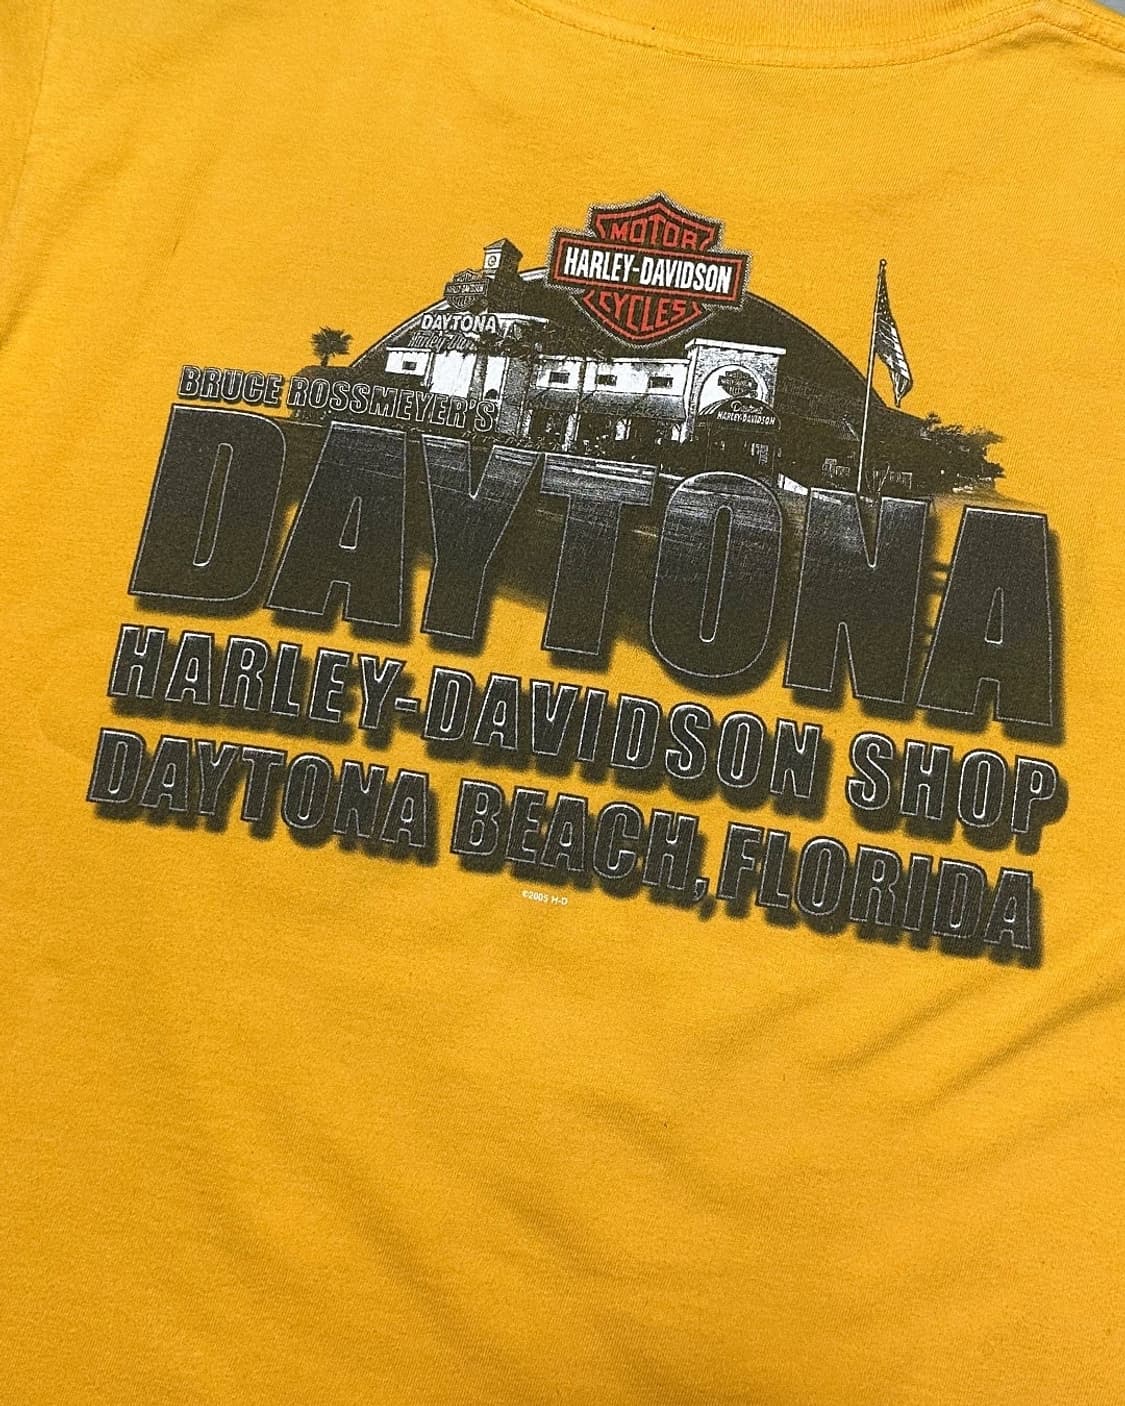 MOTOR
HARLEY-DAVIDSON
CYCLES
DAYTONA
HARLEY-DAVIDSON
BRUCE ROSSMEYER'S
DAYTONA
HARLEY-DAVIDSON SHOP
DAYTONA BEACH, FLORIDA
©2005 H-D